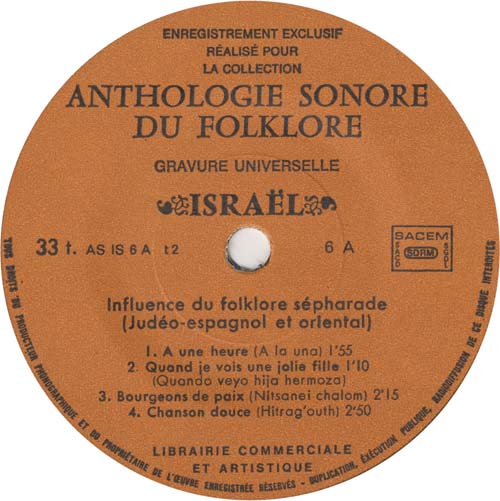 ENREGISTREMENT EXCLUSIF
RÉALISÉ POUR
LA COLLECTION
ANTHOLOGIE SONORE
DU FOLKLORE
GRAVURE UNIVERSELLE
ISRAËL
33 t. AS IS 6 A t2
6 A
SACEM
SACD SDRM SGDL
Influence du folklore sépharade
(Judéo-espagnol et oriental)
1. A une heure (A la una) 1'55
2. Quand je vois une jolie fille 1'10
(Quando veyo hija hermoza)
3. Bourgeons de paix (Nitsanei chalom) 2'15
4. Chanson douce (Hitrag'outh) 2'50
LIBRAIRIE COMMERCIALE
ET ARTISTIQUE
TOUS DROITS DU PRODUCTEUR PHONOGRAPHIQUE ET DU PROPRIÉTAIRE DE L'ŒUVRE ENREGISTRÉE RÉSERVÉS - DUPLICATION, EXÉCUTION PUBLIQUE, RADIODIFFUSION DE CE DISQUE INTERDITES